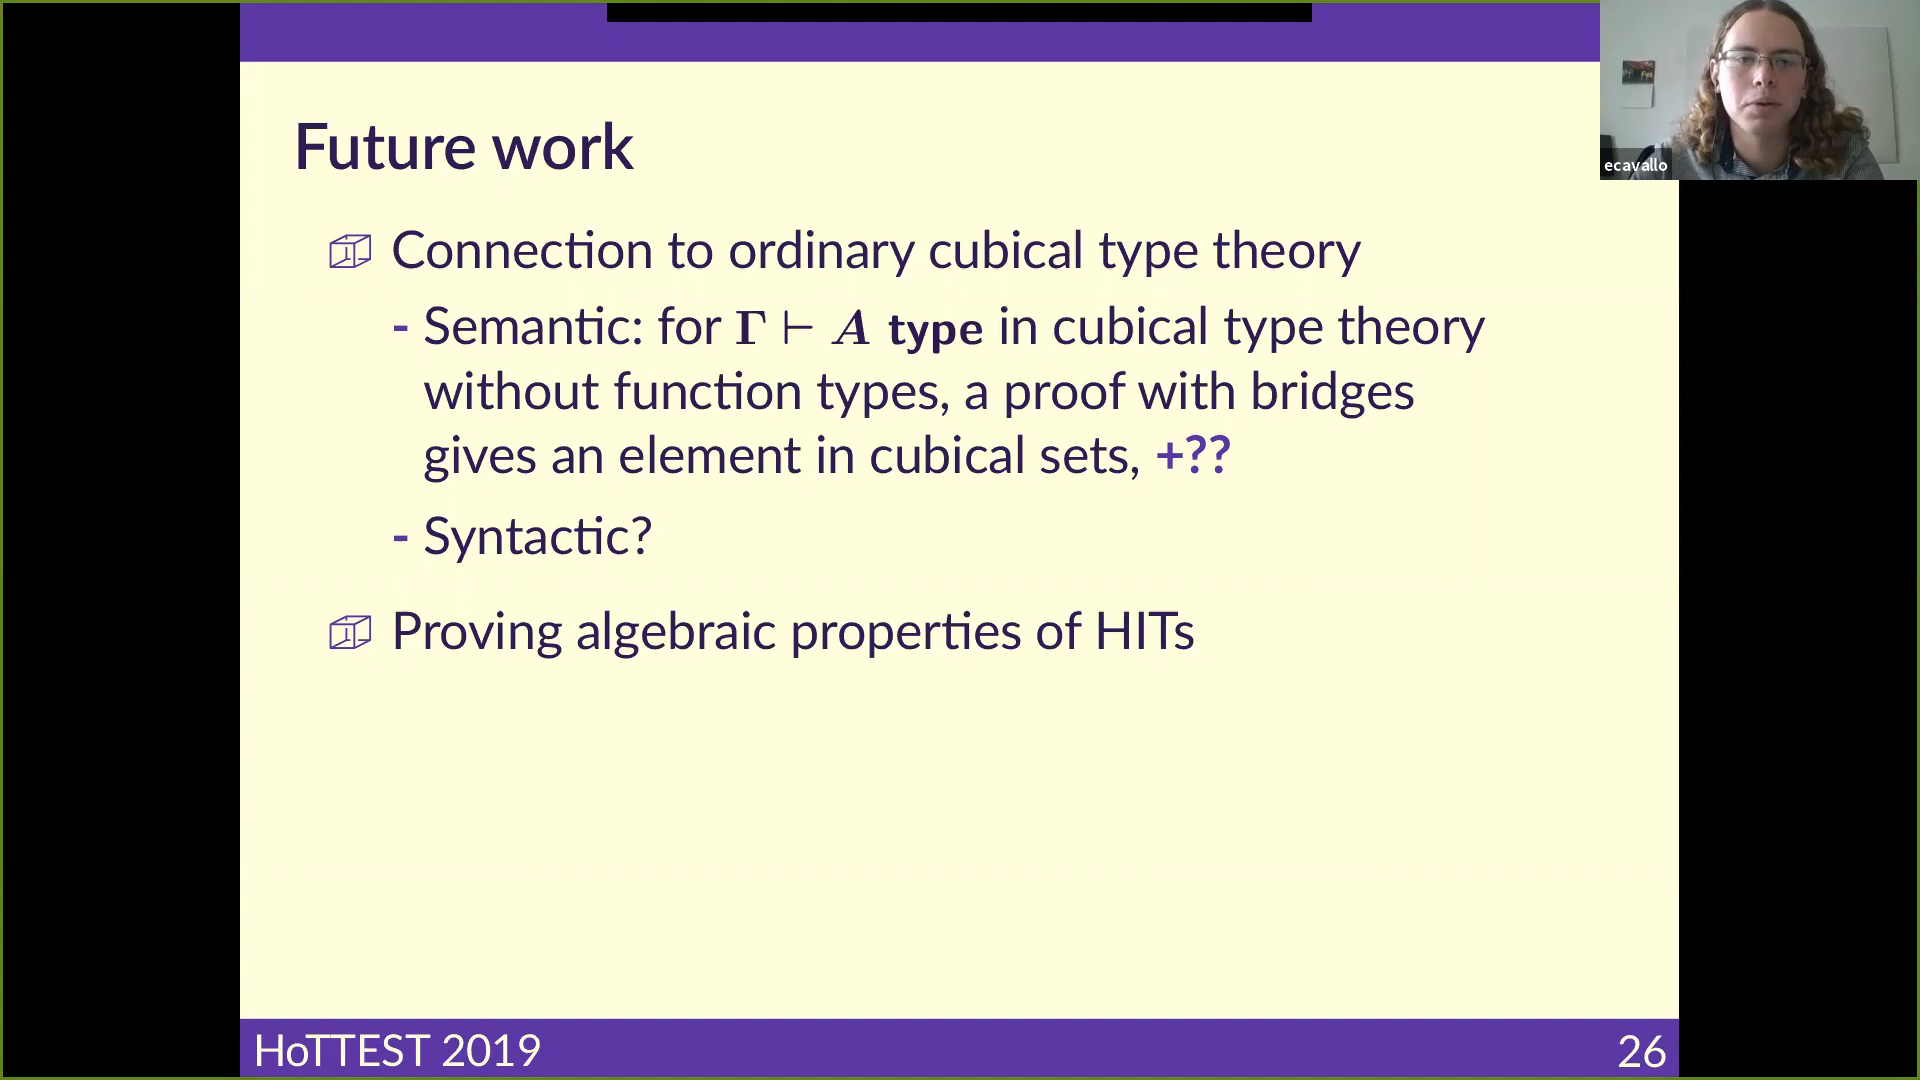 Future work
Connection to ordinary cubical type theory
- Semantic: for Γ ⊢ A type in cubical type theory
without function types, a proof with bridges
gives an element in cubical sets, +??
- Syntactic?
Proving algebraic properties of HITs
HoTTEST 2019
26
ecavallo